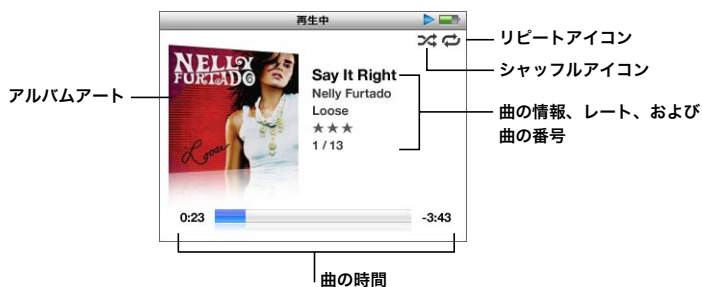 再生中
リピートアイコン
シャッフルアイコン
アルバムアート
NELLY
FURTADO
Loose
Say It Right
Nelly Furtado
Loose
★★★
1 / 13
曲の情報、レート、および
曲の番号
0:23
-3:43
曲の時間